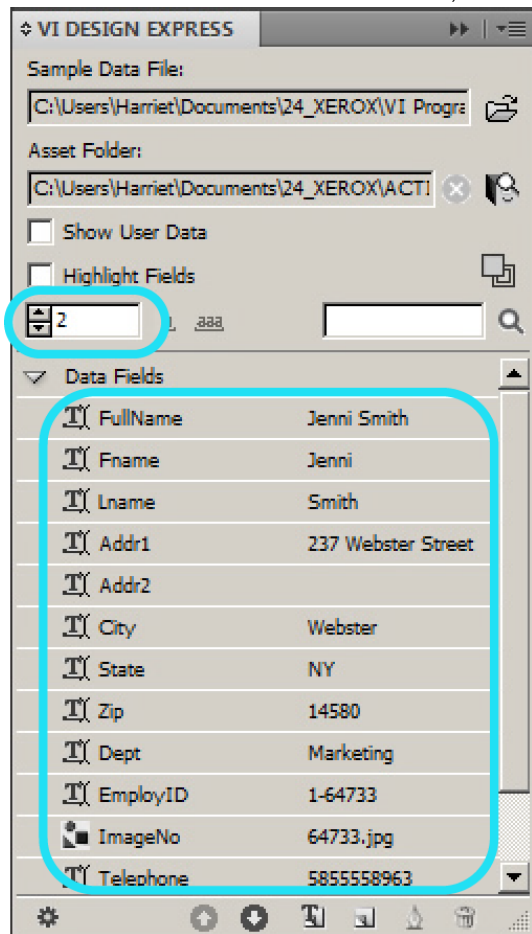 VI DESIGN EXPRESS
Sample Data File:
C:\Users\Harriet\Documents\24_XEROX\VI Progra
Asset Folder:
C:\Users\Harriet\Documents\24_XEROX\ACTI
Show User Data
Highlight Fields
2 aaa
Data Fields
FullName Jenni Smith
Fname Jenni
Lname Smith
Addr1 237 Webster Street
Addr2
City Webster
State NY
Zip 14580
Dept Marketing
EmployID 1-64733
ImageNo 64733.jpg
Telephone 5855558963